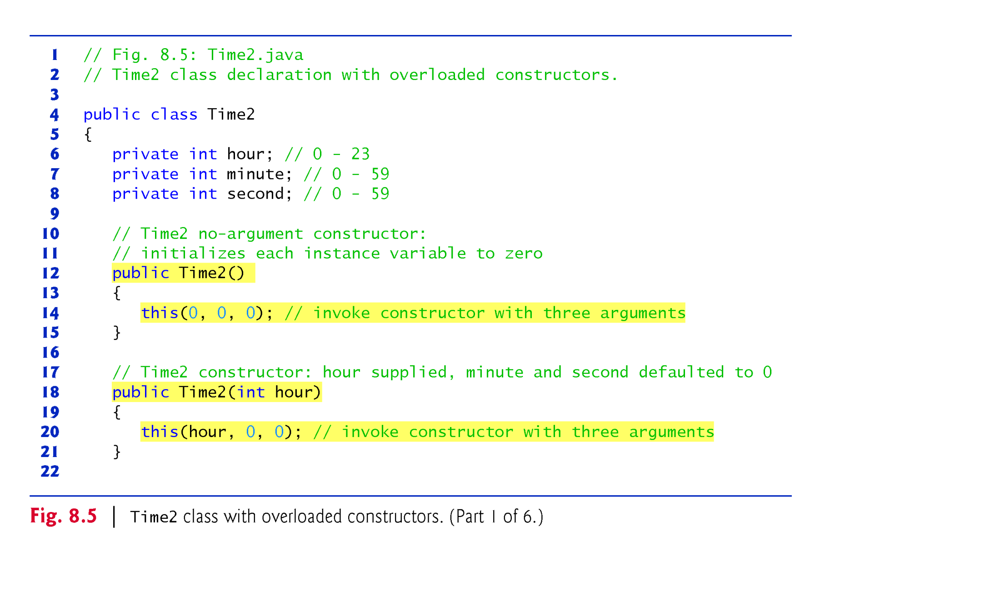 1 // Fig. 8.5: Time2.java
2 // Time2 class declaration with overloaded constructors.
3
4 public class Time2
5 {
6    private int hour; // 0 - 23
7    private int minute; // 0 - 59
8    private int second; // 0 - 59
9
10    // Time2 no-argument constructor:
11    // initializes each instance variable to zero
12    public Time2()
13    {
14       this(0, 0, 0); // invoke constructor with three arguments
15    }
16
17    // Time2 constructor: hour supplied, minute and second defaulted to 0
18    public Time2(int hour)
19    {
20       this(hour, 0, 0); // invoke constructor with three arguments
21    }
22
Fig. 8.5 | Time2 class with overloaded constructors. (Part 1 of 6.)